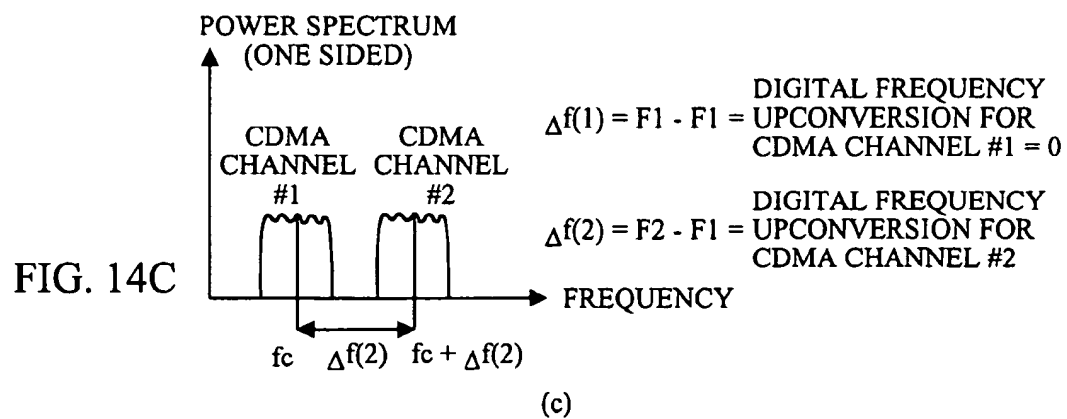 POWER SPECTRUM
(ONE SIDED)
CDMA
CHANNEL
#1
CDMA
CHANNEL
#2
FREQUENCY
fc
Δf(2)
fc + Δf(2)
Δf(1) = F1 - F1 =
DIGITAL FREQUENCY
UPCONVERSION FOR
CDMA CHANNEL #1 = 0
Δf(2) = F2 - F1 =
DIGITAL FREQUENCY
UPCONVERSION FOR
CDMA CHANNEL #2
FIG. 14C
(c)